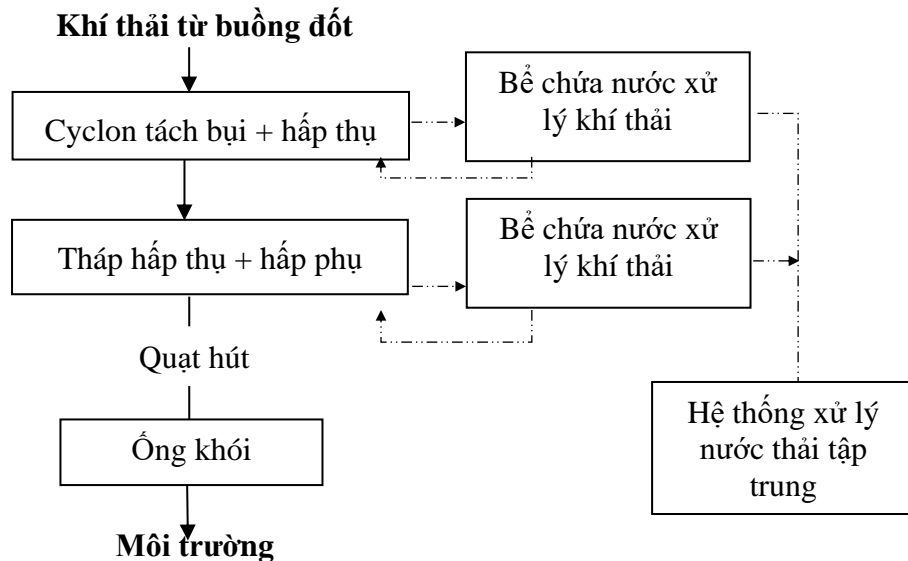 Khí thải từ buồng đốt
Cyclon tách bụi + hấp thụ
Bể chứa nước xử
lý khí thải
Tháp hấp thụ + hấp phụ
Bể chứa nước xử
lý khí thải
Quạt hút
Ống khói
Hệ thống xử lý
nước thải tập
trung
Môi trường